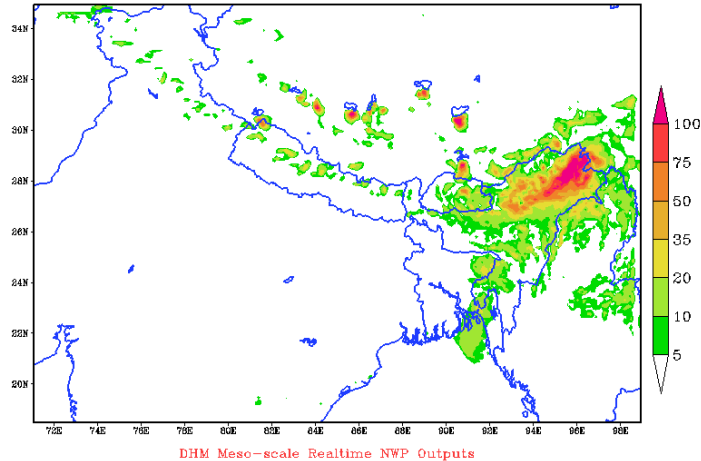 34N
32N
30N
28N
26N
24N
22N
20N
72E 74E 76E 78E 80E 82E 84E 86E 88E 90E 92E 94E 96E 98E
100
75
50
35
20
10
5
DHM Meso-scale Realtime NWP Outputs